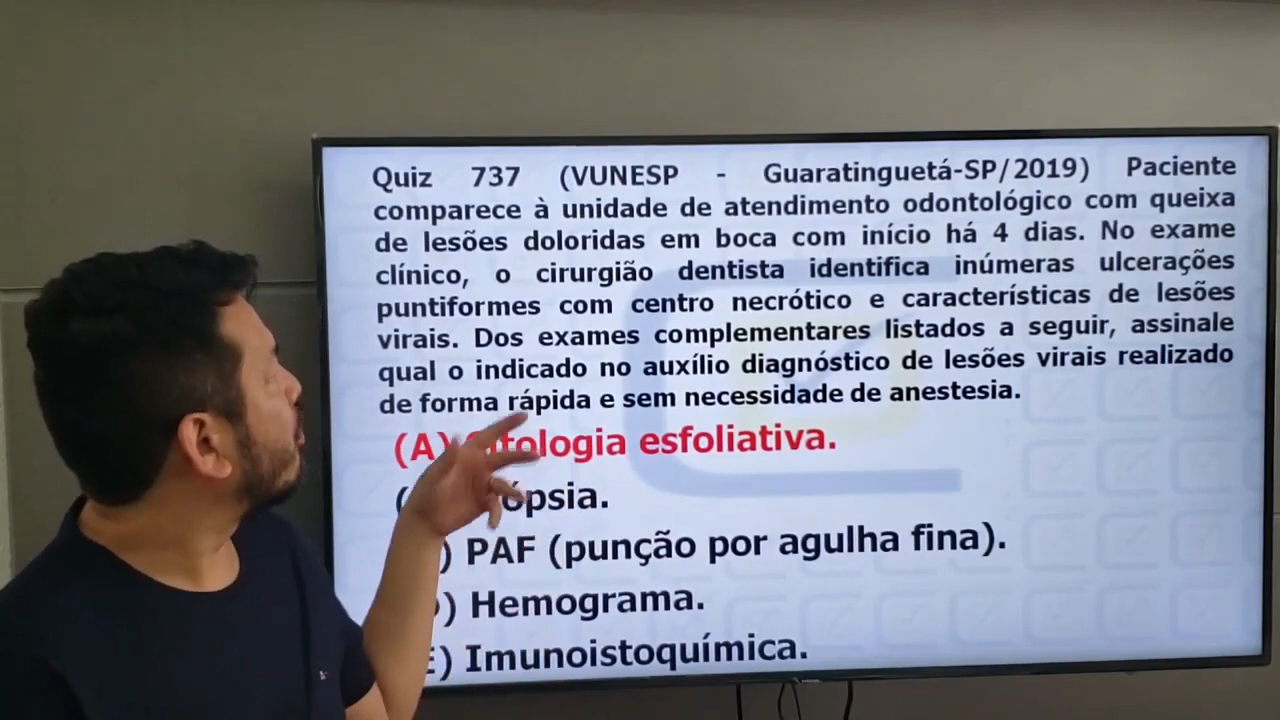 Quiz 737 (VUNESP - Guaratinguetá-SP/2019) Paciente
comparece à unidade de atendimento odontológico com queixa
de lesões doloridas em boca com início há 4 dias. No exame
clínico, o cirurgião dentista identifica inúmeras ulcerações
puntiformes com centro necrótico e características de lesões
virais. Dos exames complementares listados a seguir, assinale
qual o indicado no auxílio diagnóstico de lesões virais realizado
de forma rápida e sem necessidade de anestesia.
(A) Citologia esfoliativa.
ópsia.
) PAF (punção por agulha fina).
) Hemograma.
E) Imunoistoquímica.